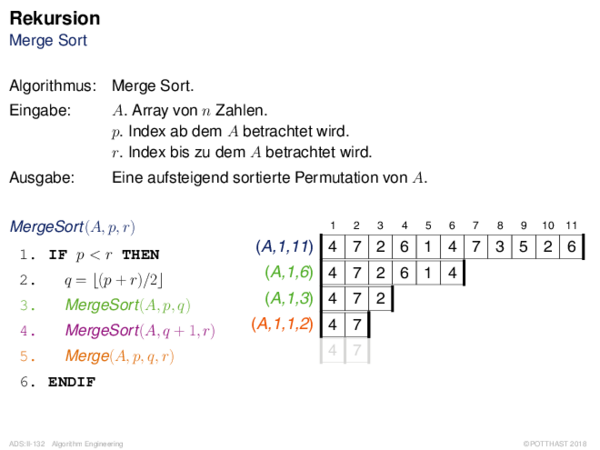 Rekursion
Merge Sort
Algorithmus: Merge Sort.
Eingabe: A. Array von n Zahlen.
p. Index ab dem A betrachtet wird.
r. Index bis zu dem A betrachtet wird.
Ausgabe: Eine aufsteigend sortierte Permutation von A.
MergeSort(A, p, r)
1. IF p < r THEN
2. q = ⌊(p + r)/2⌋
3. MergeSort(A, p, q)
4. MergeSort(A, q + 1, r)
5. Merge(A, p, q, r)
6. ENDIF
1 2 3 4 5 6 7 8 9 10 11
(A,1,11) 4 7 2 6 1 4 7 3 5 2 6
(A,1,6) 4 7 2 6 1 4
(A,1,3) 4 7 2
(A,1,1,2) 4 7
4 7
ADS:II-132 Algorithm Engineering
© POTTHAST 2018